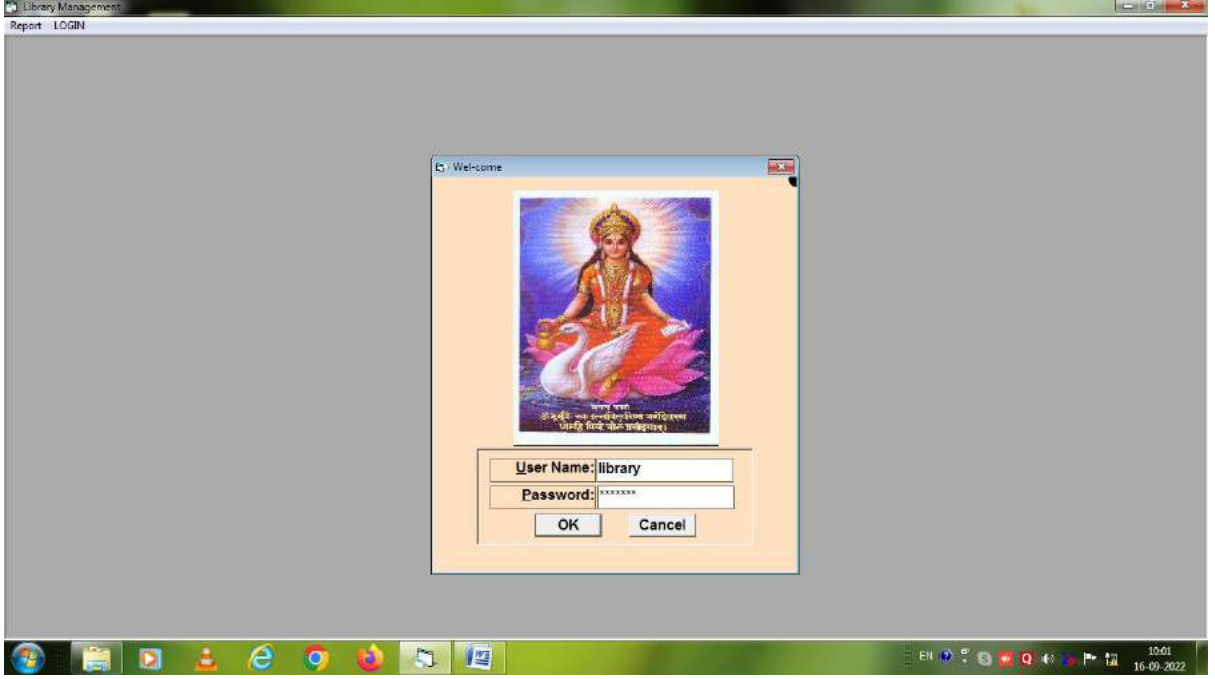 Library Management
Report LOGIN
Wel-come
User Name: library
Password: *******
OK Cancel
EN
10:01
16-09-2022